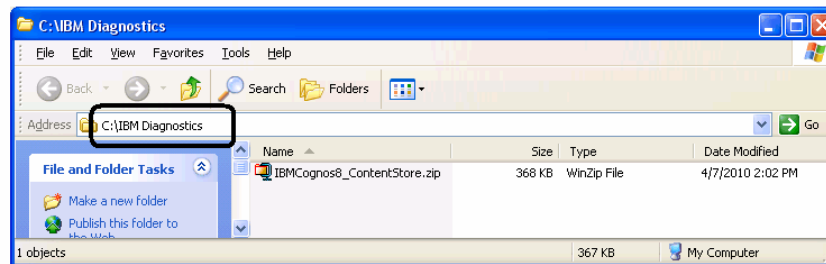 C:\IBM Diagnostics
File Edit View Favorites Tools Help
Back Search Folders
Address C:\IBM Diagnostics Go
Name Size Type Date Modified
File and Folder Tasks
IBMCognos8_ContentStore.zip 368 KB WinZip File 4/7/2010 2:02 PM
Make a new folder
Publish this folder to
the Web
1 objects 367 KB My Computer